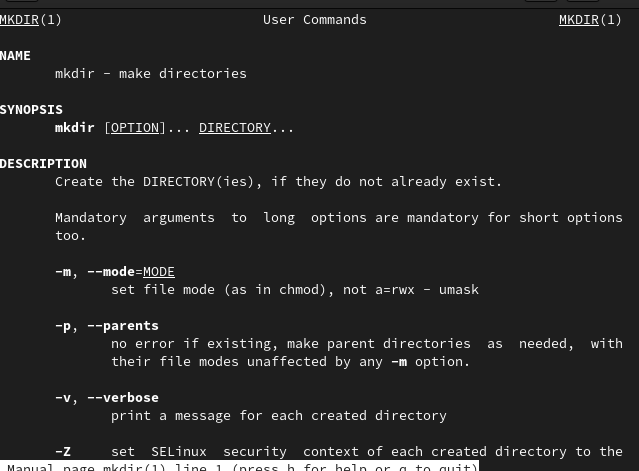 MKDIR(1) User Commands MKDIR(1)
NAME
mkdir - make directories
SYNOPSIS
mkdir [OPTION]... DIRECTORY...
DESCRIPTION
Create the DIRECTORY(ies), if they do not already exist.
Mandatory arguments to long options are mandatory for short options
too.
-m, --mode=MODE
set file mode (as in chmod), not a=rwx - umask
-p, --parents
no error if existing, make parent directories as needed, with
their file modes unaffected by any -m option.
-v, --verbose
print a message for each created directory
-Z set SELinux security context of each created directory to the
Manual page mkdir(1) line 1 (press h for help or q to quit)